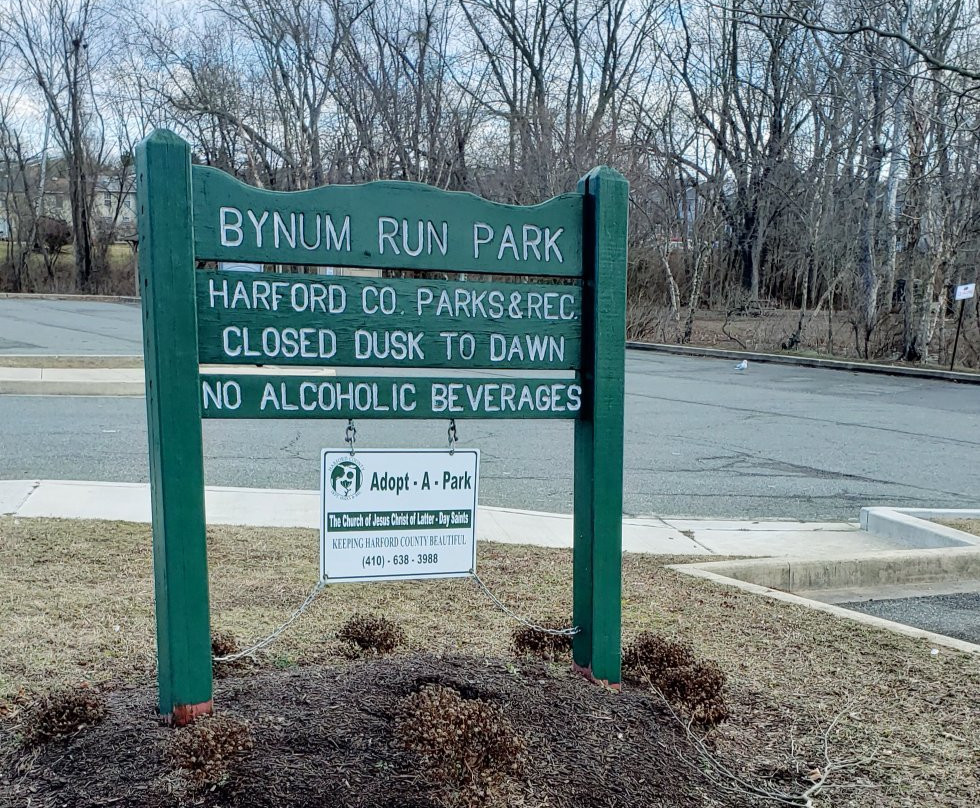 BYNUM RUN PARK
HARFORD CO. PARKS&REC.
CLOSED DUSK TO DAWN
NO ALCOHOLIC BEVERAGES
Adopt - A - Park
The Church of Jesus Christ of Latter - Day Saints
KEEPING HARFORD COUNTY BEAUTIFUL
(410) - 638 - 3988